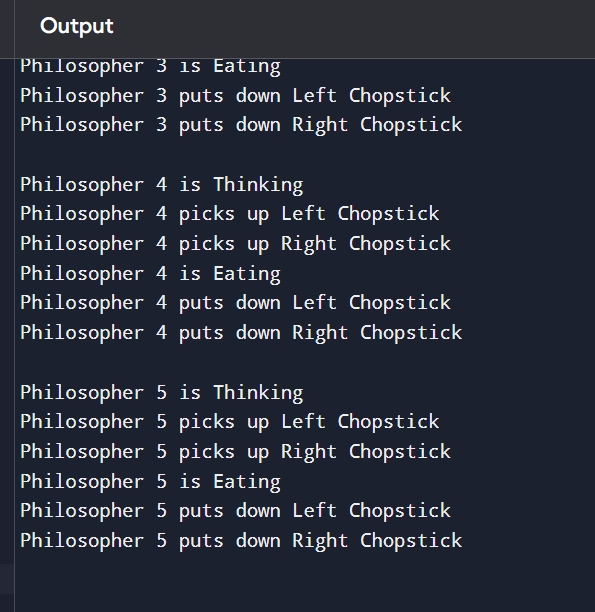 Output
Philosopher 3 is Eating
Philosopher 3 puts down Left Chopstick
Philosopher 3 puts down Right Chopstick
Philosopher 4 is Thinking
Philosopher 4 picks up Left Chopstick
Philosopher 4 picks up Right Chopstick
Philosopher 4 is Eating
Philosopher 4 puts down Left Chopstick
Philosopher 4 puts down Right Chopstick
Philosopher 5 is Thinking
Philosopher 5 picks up Left Chopstick
Philosopher 5 picks up Right Chopstick
Philosopher 5 is Eating
Philosopher 5 puts down Left Chopstick
Philosopher 5 puts down Right Chopstick